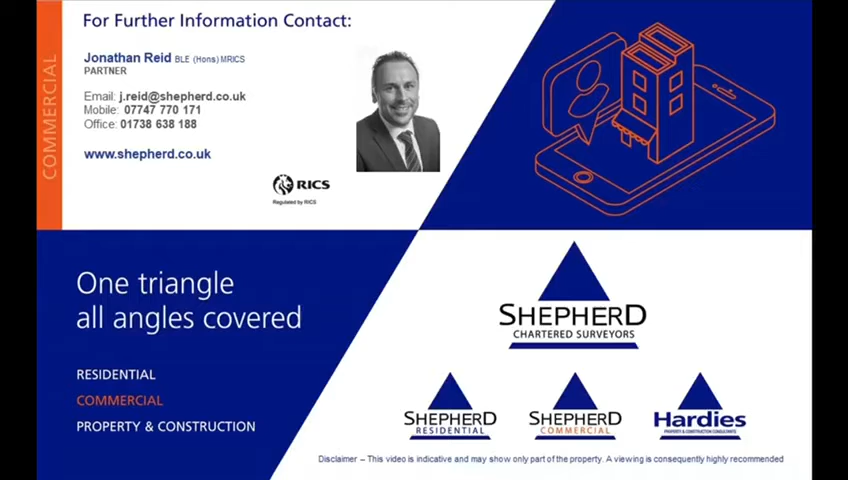 For Further Information Contact:
COMMERCIAL
Jonathan Reid BLE (Hons) MRICS
PARTNER
Email: j.reid@shepherd.co.uk
Mobile: 07747 770 171
Office: 01738 638 188
www.shepherd.co.uk
RICS
Regulated by RICS
One triangle
all angles covered
RESIDENTIAL
COMMERCIAL
PROPERTY & CONSTRUCTION
SHEPHERD
CHARTERED SURVEYORS
SHEPHERD
RESIDENTIAL
SHEPHERD
COMMERCIAL
Hardies
PROPERTY & CONSTRUCTION CONSULTANTS
Disclaimer – This video is indicative and may show only part of the property. A viewing is consequently highly recommended